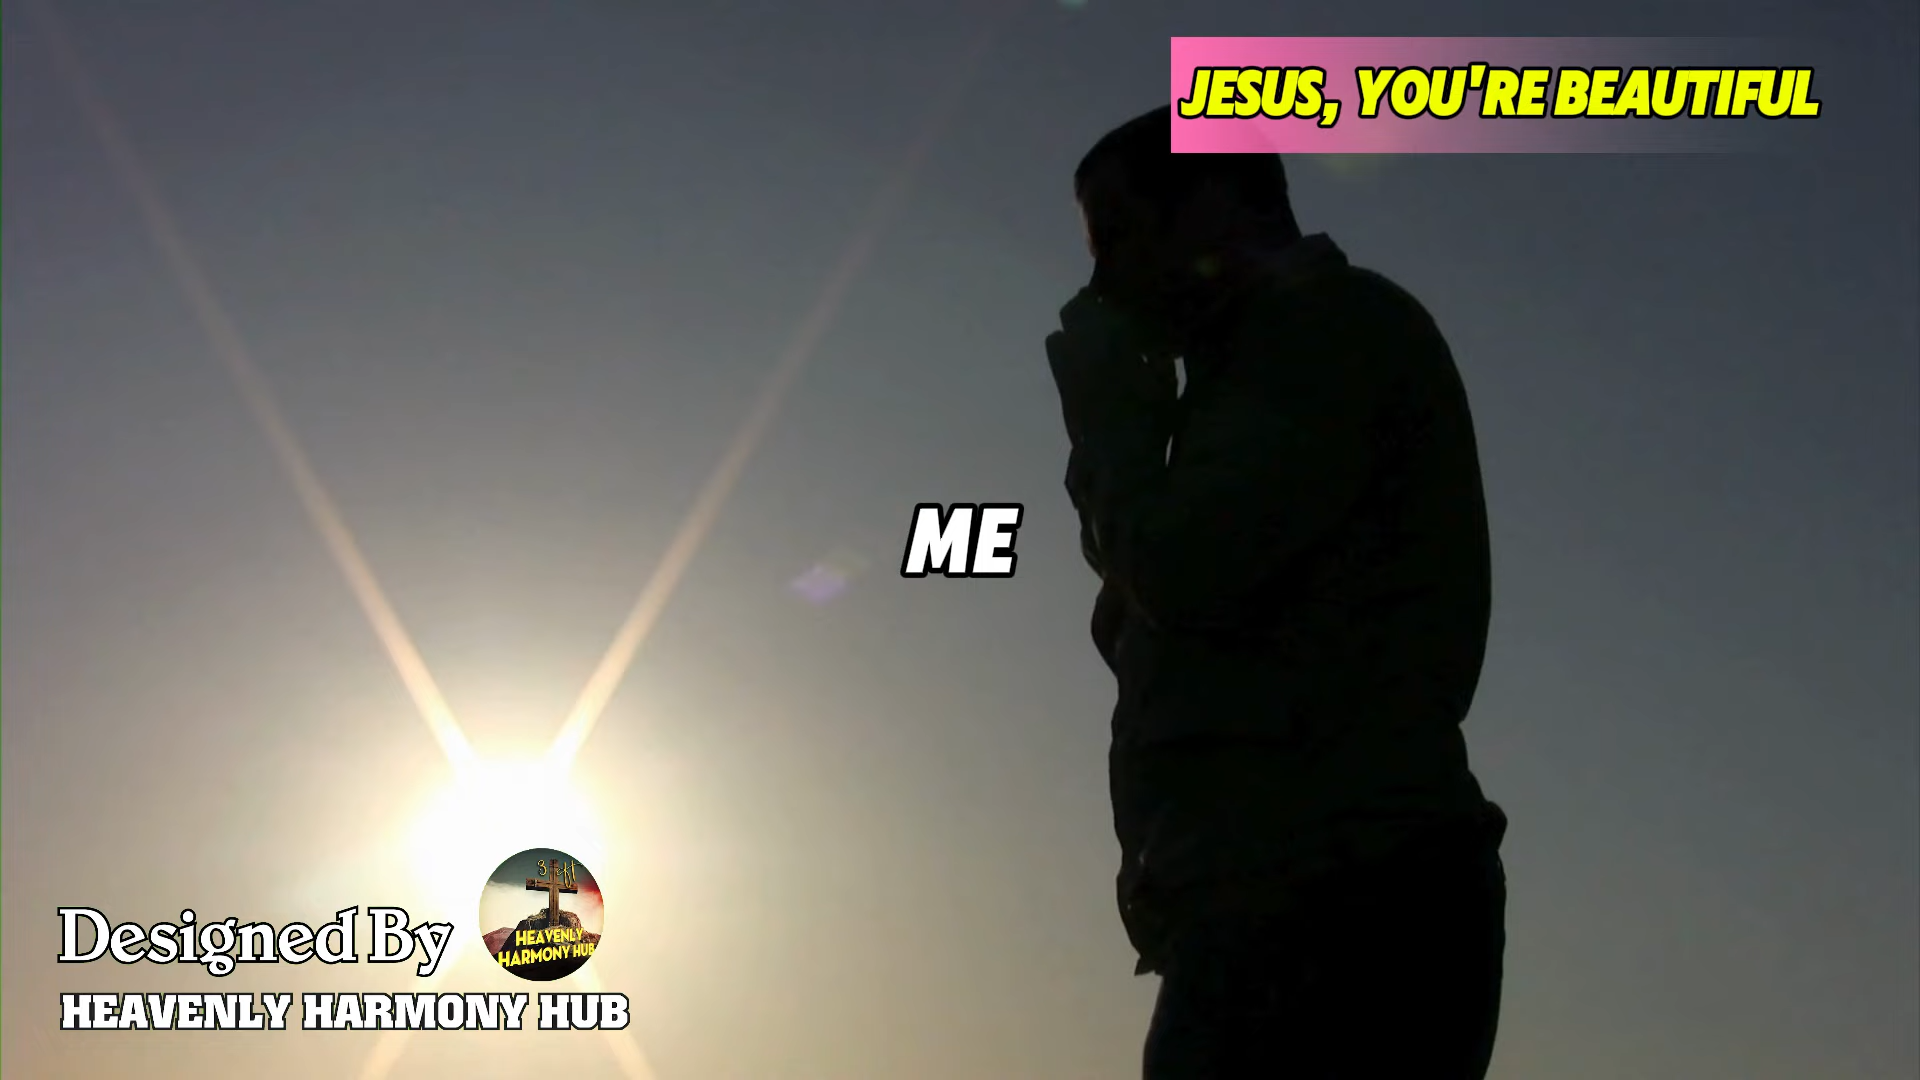 JESUS, YOU'RE BEAUTIFUL
ME
Designed By
HEAVENLY
HARMONY HUB
HEAVENLY HARMONY HUB